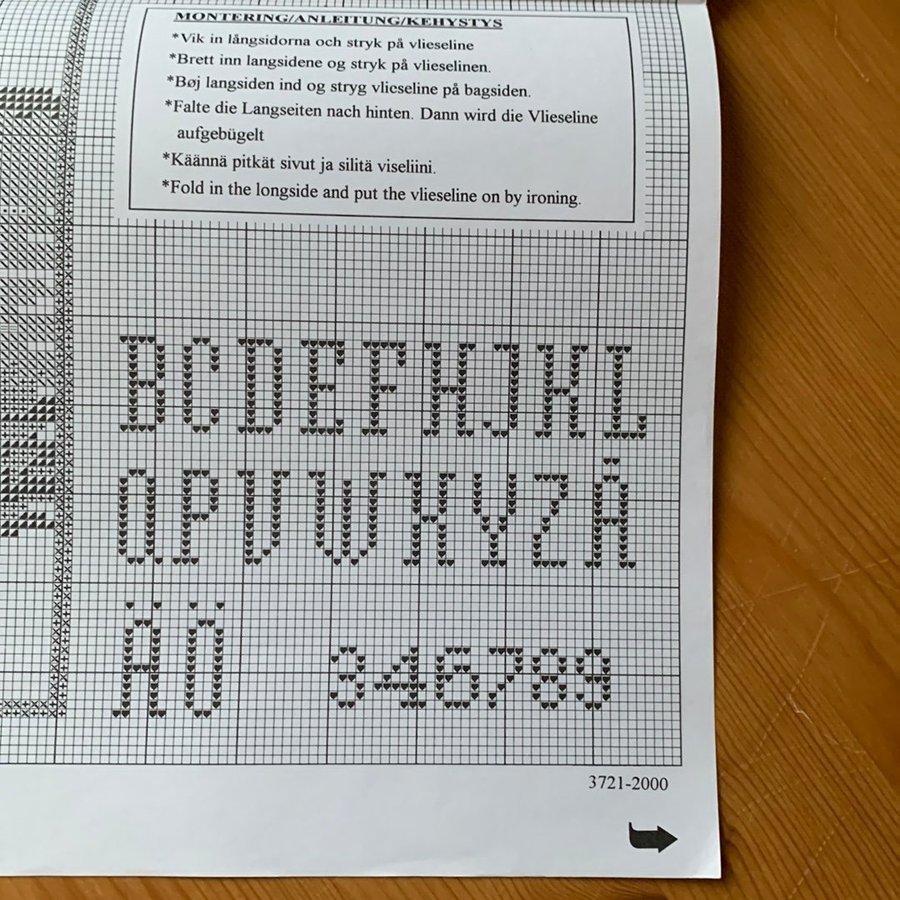 MONTERING/ANLEITUNG/KEHYSTYS
*Vik in långsidorna och stryk på vlieseline
*Brett inn langsidene og stryk på vlieselinen.
*Bøj langsiden ind og stryg vlieseline på bagsiden.
*Falte die Langseiten nach hinten. Dann wird die Vlieseline
aufgebügelt
*Käännä pitkät sivut ja silitä viseliini.
*Fold in the longside and put the vlieseline on by ironing.
BCDEFHJKL
QPVWXYZÅ
ÄÖ 346789
3721-2000